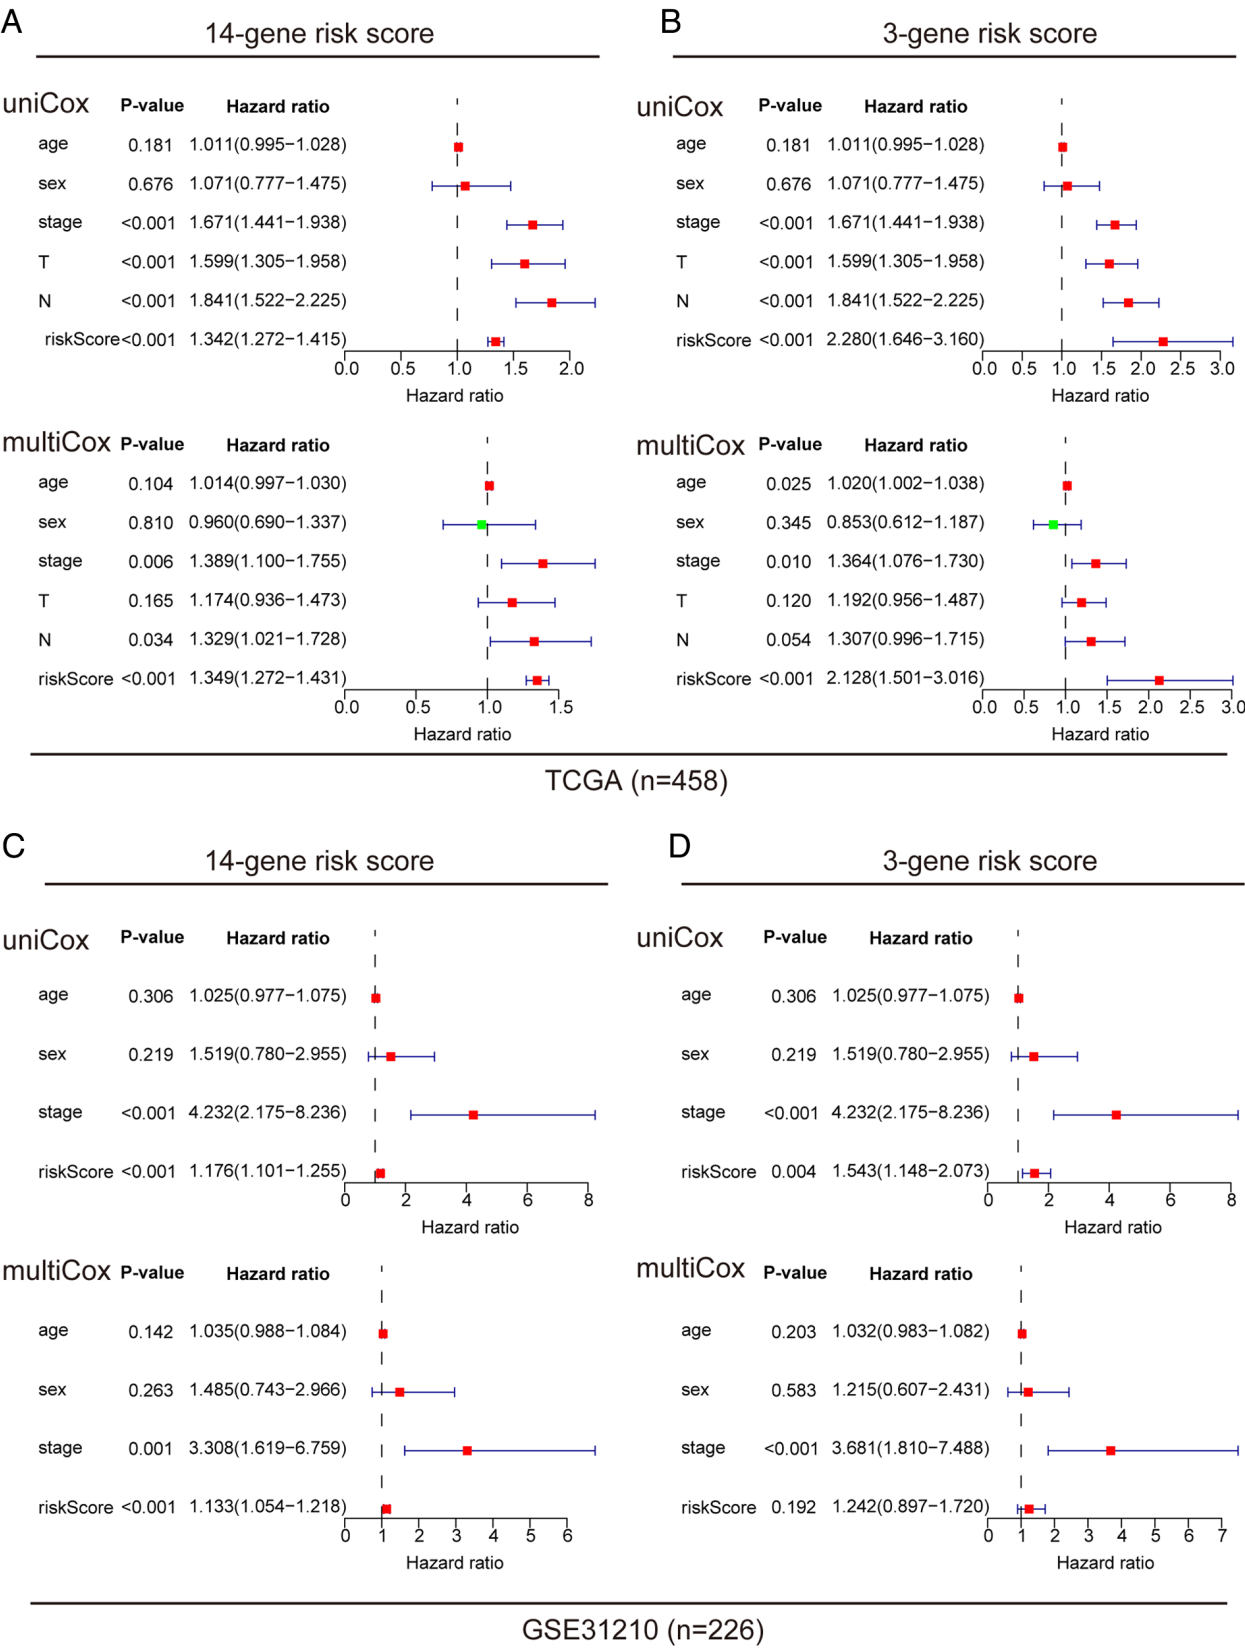 A
14-gene risk score
uniCox P-value Hazard ratio
age 0.181 1.011(0.995−1.028)
sex 0.676 1.071(0.777−1.475)
stage <0.001 1.671(1.441−1.938)
T <0.001 1.599(1.305−1.958)
N <0.001 1.841(1.522−2.225)
riskScore <0.001 1.342(1.272−1.415)
0.0 0.5 1.0 1.5 2.0
Hazard ratio
multiCox P-value Hazard ratio
age 0.104 1.014(0.997−1.030)
sex 0.810 0.960(0.690−1.337)
stage 0.006 1.389(1.100−1.755)
T 0.165 1.174(0.936−1.473)
N 0.034 1.329(1.021−1.728)
riskScore <0.001 1.349(1.272−1.431)
0.0 0.5 1.0 1.5
Hazard ratio
B
3-gene risk score
uniCox P-value Hazard ratio
age 0.181 1.011(0.995−1.028)
sex 0.676 1.071(0.777−1.475)
stage <0.001 1.671(1.441−1.938)
T <0.001 1.599(1.305−1.958)
N <0.001 1.841(1.522−2.225)
riskScore <0.001 2.280(1.646−3.160)
0.0 0.5 1.0 1.5 2.0 2.5 3.0
Hazard ratio
multiCox P-value Hazard ratio
age 0.025 1.020(1.002−1.038)
sex 0.345 0.853(0.612−1.187)
stage 0.010 1.364(1.076−1.730)
T 0.120 1.192(0.956−1.487)
N 0.054 1.307(0.996−1.715)
riskScore <0.001 2.128(1.501−3.016)
0.0 0.5 1.0 1.5 2.0 2.5 3.0
Hazard ratio
TCGA (n=458)
C
14-gene risk score
uniCox P-value Hazard ratio
age 0.306 1.025(0.977−1.075)
sex 0.219 1.519(0.780−2.955)
stage <0.001 4.232(2.175−8.236)
riskScore <0.001 1.176(1.101−1.255)
0 2 4 6 8
Hazard ratio
multiCox P-value Hazard ratio
age 0.142 1.035(0.988−1.084)
sex 0.263 1.485(0.743−2.966)
stage 0.001 3.308(1.619−6.759)
riskScore <0.001 1.133(1.054−1.218)
0 1 2 3 4 5 6
Hazard ratio
D
3-gene risk score
uniCox P-value Hazard ratio
age 0.306 1.025(0.977−1.075)
sex 0.219 1.519(0.780−2.955)
stage <0.001 4.232(2.175−8.236)
riskScore 0.004 1.543(1.148−2.073)
0 2 4 6 8
Hazard ratio
multiCox P-value Hazard ratio
age 0.203 1.032(0.983−1.082)
sex 0.583 1.215(0.607−2.431)
stage <0.001 3.681(1.810−7.488)
riskScore 0.192 1.242(0.897−1.720)
0 1 2 3 4 5 6 7
Hazard ratio
GSE31210 (n=226)